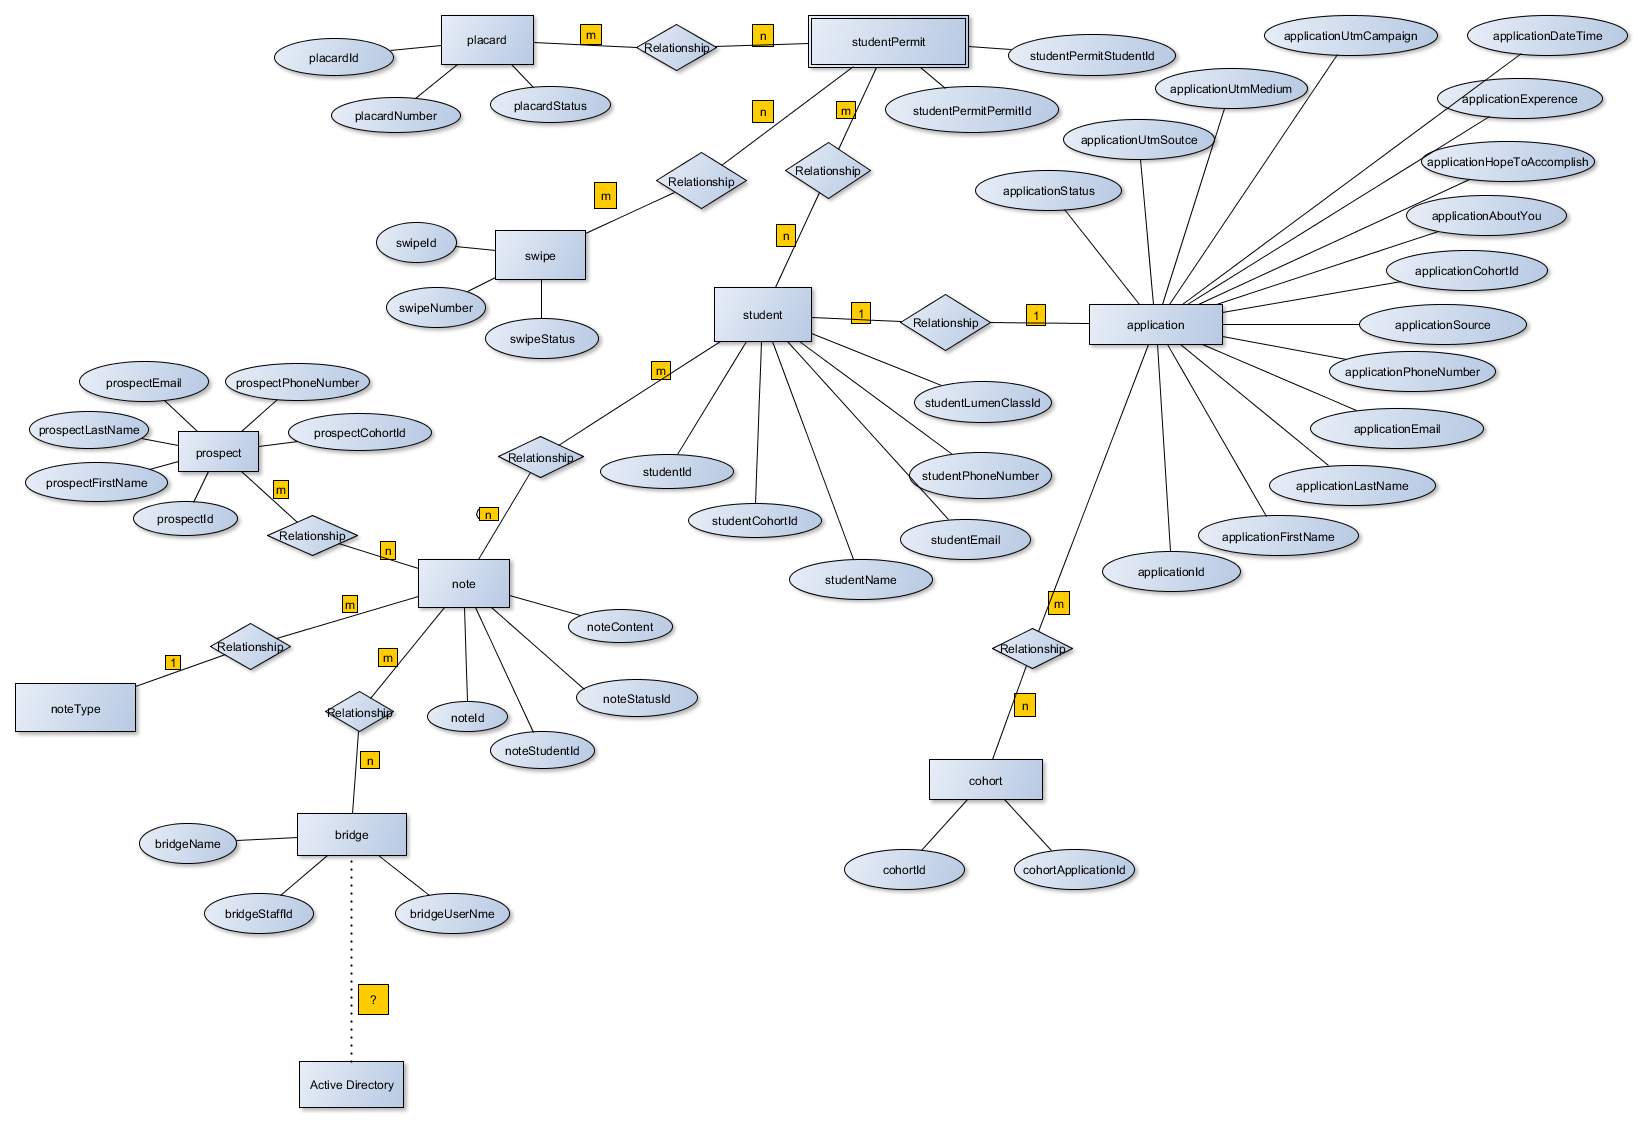 placard
m
Relationship
n
studentPermit
placardId
placardNumber
placardStatus
studentPermitStudentId
studentPermitPermitId
applicationUtmCampaign
applicationDateTime
applicationUtmMedium
applicationExperence
applicationUtmSoutce
applicationHopeToAccomplish
applicationStatus
applicationAboutYou
applicationCohortId
applicationSource
applicationPhoneNumber
applicationEmail
applicationLastName
applicationFirstName
applicationId
n
Relationship
m
m
Relationship
n
swipeId
swipe
swipeNumber
swipeStatus
student
1
Relationship
1
application
m
Relationship
n
studentLumenClassId
studentId
studentPhoneNumber
studentCohortId
studentEmail
studentName
prospectEmail
prospectPhoneNumber
prospectLastName
prospectCohortId
prospect
prospectFirstName
prospectId
m
Relationship
n
note
noteContent
noteStatusId
noteId
noteStudentId
m
Relationship
1
noteType
m
Relationship
n
bridge
bridgeName
bridgeStaffId
bridgeUserNme
?
Active Directory
m
Relationship
n
cohort
cohortId
cohortApplicationId